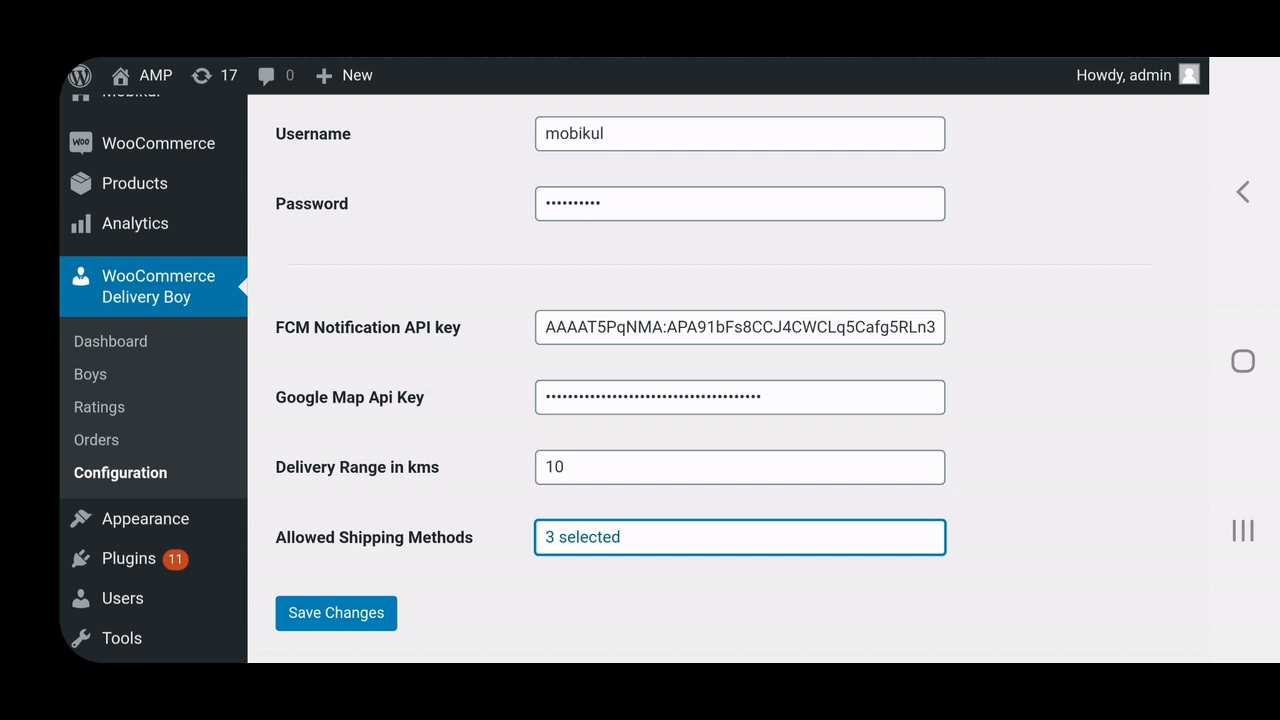 AMP
17
0
New
Howdy, admin
Mobikul
WooCommerce
Products
Analytics
WooCommerce
Delivery Boy
Dashboard
Boys
Ratings
Orders
Configuration
Appearance
Plugins 11
Users
Tools
Username
mobikul
Password
••••••••••
FCM Notification API key
AAAAT5PqNMA:APA91bFs8CCJ4CWCLq5Cafg5RLn3
Google Map Api Key
•••••••••••••••••••••••••••••••••••••••
Delivery Range in kms
10
Allowed Shipping Methods
3 selected
Save Changes